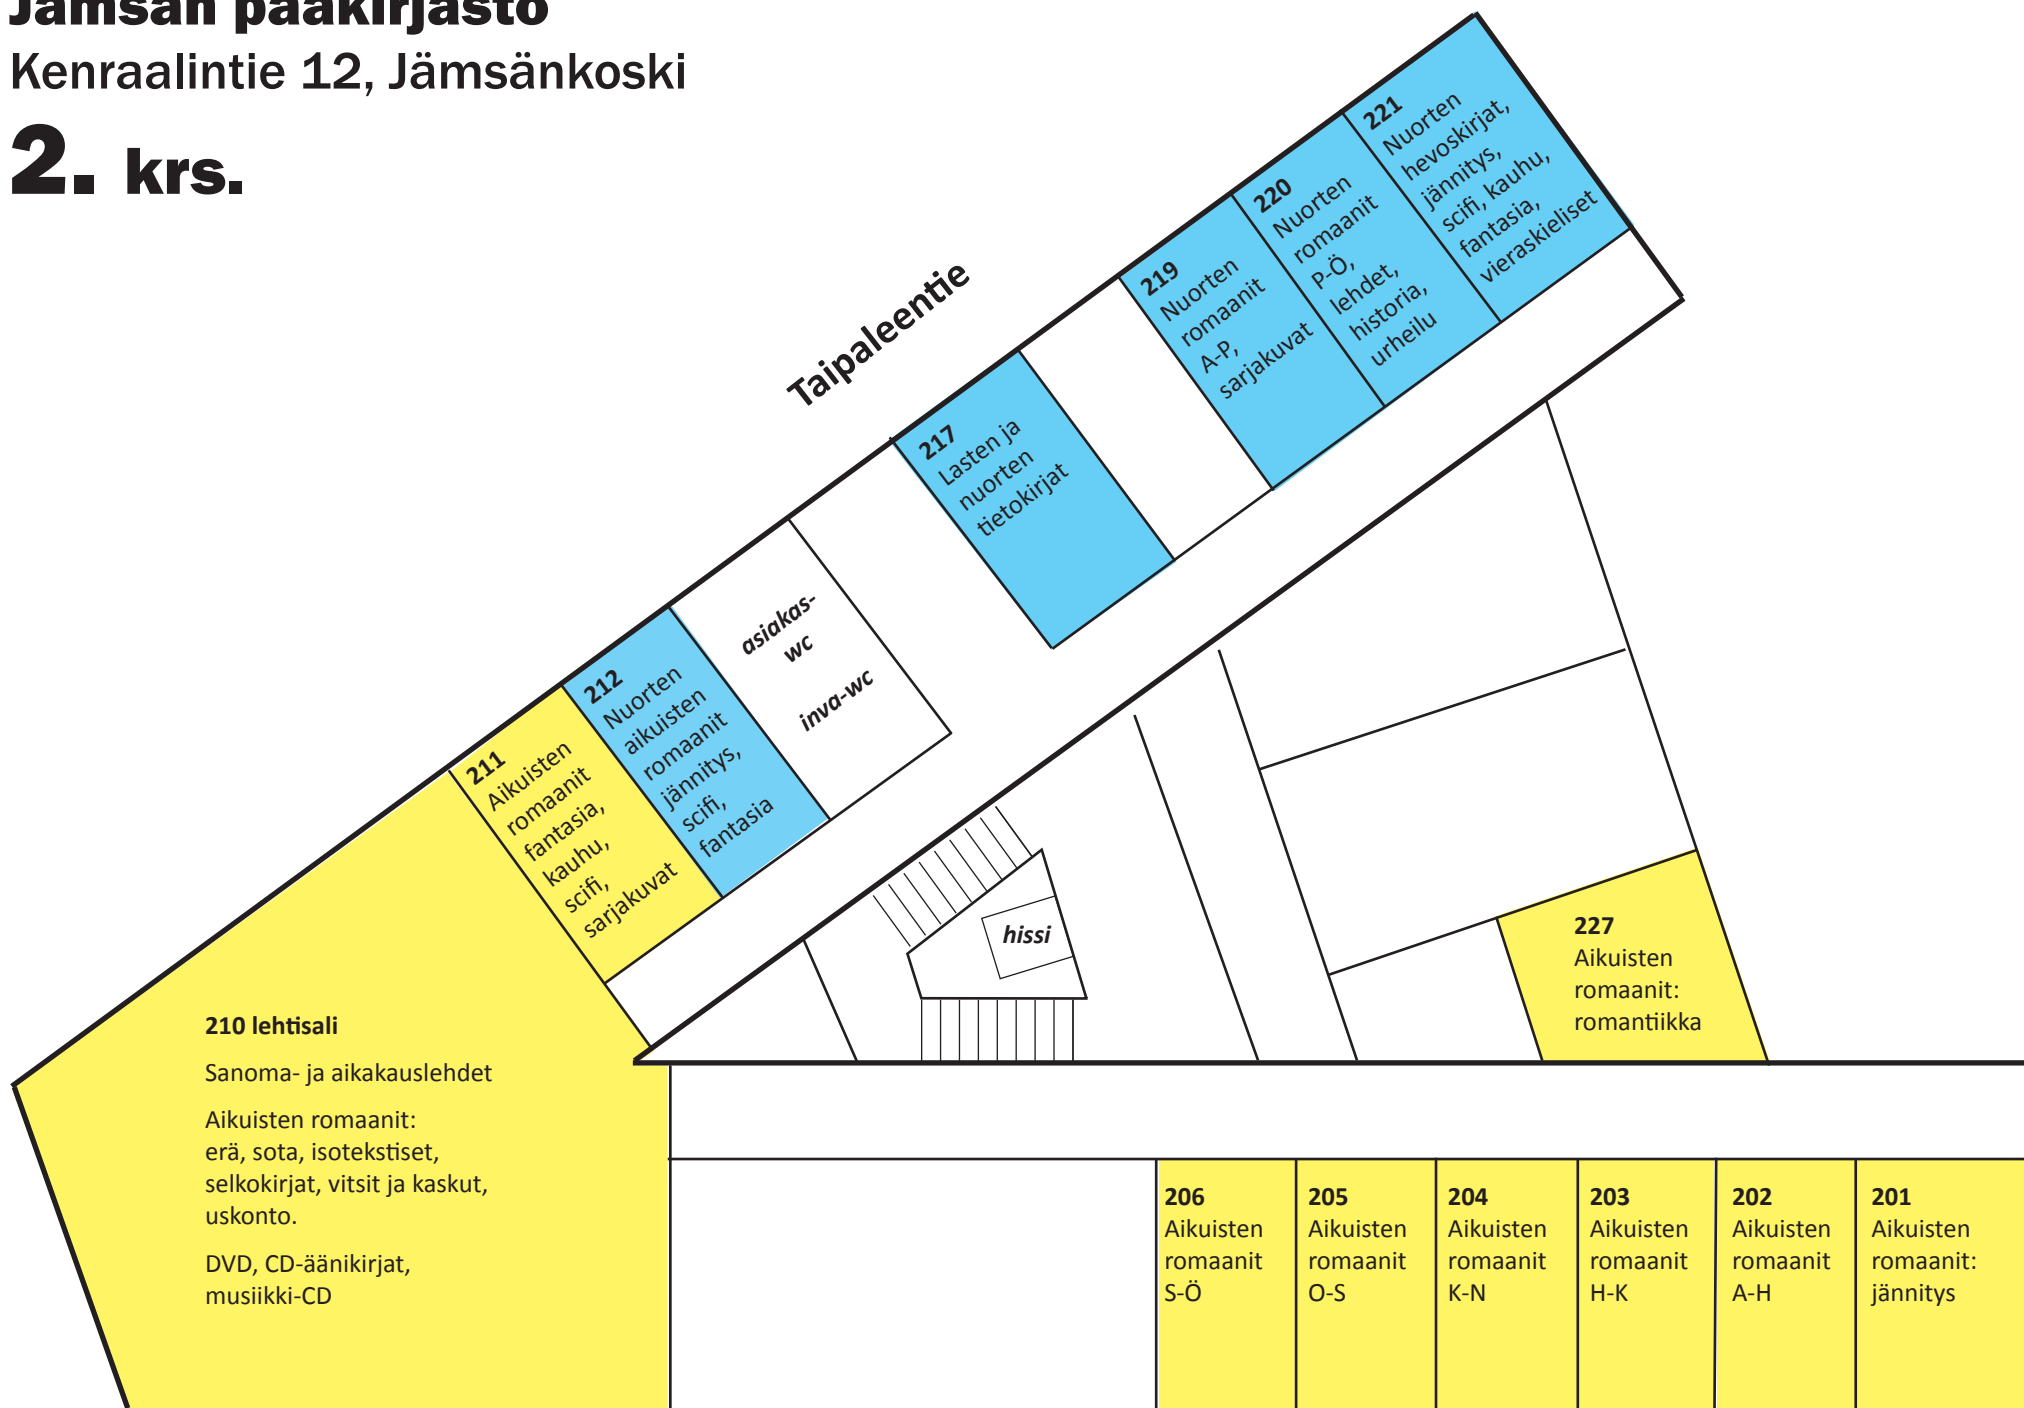 Jämsän pääkirjasto
Kenraalintie 12, Jämsänkoski
2. krs.
Taipaleentie
221
Nuorten
hevoskirjat,
jännitys,
scifi, kauhu,
fantasia,
vieraskieliset
220
Nuorten
romaanit
P-Ö,
lehdet,
historia,
urheilu
219
Nuorten
romaanit
A-P,
sarjakuvat
217
Lasten ja
nuorten
tietokirjat
asiakas-
wc
inva-wc
212
Nuorten
aikuisten
romaanit
jännitys,
scifi,
fantasia
211
Aikuisten
romaanit
fantasia,
kauhu,
scifi,
sarjakuvat
hissi
227
Aikuisten
romaanit:
romantiikka
210 lehtisali
Sanoma- ja aikakauslehdet
Aikuisten romaanit:
erä, sota, isotekstiset,
selkokirjat, vitsit ja kaskut,
uskonto.
DVD, CD-äänikirjat,
musiikki-CD
206
Aikuisten
romaanit
S-Ö
205
Aikuisten
romaanit
O-S
204
Aikuisten
romaanit
K-N
203
Aikuisten
romaanit
H-K
202
Aikuisten
romaanit
A-H
201
Aikuisten
romaanit:
jännitys